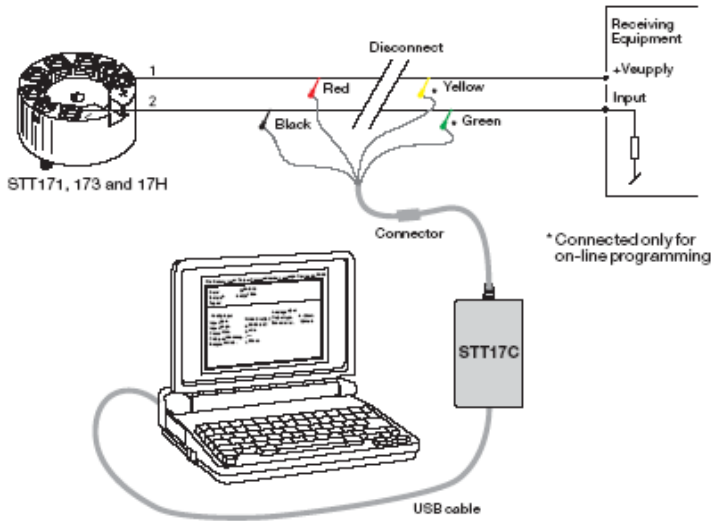 Receiving
Equipment
+Veupply
Input
Disconnect
1
Red
* Yellow
2
Black
* Green
STT171, 173 and 17H
Connector
* Connected only for
on-line programming
STT17C
USB cable